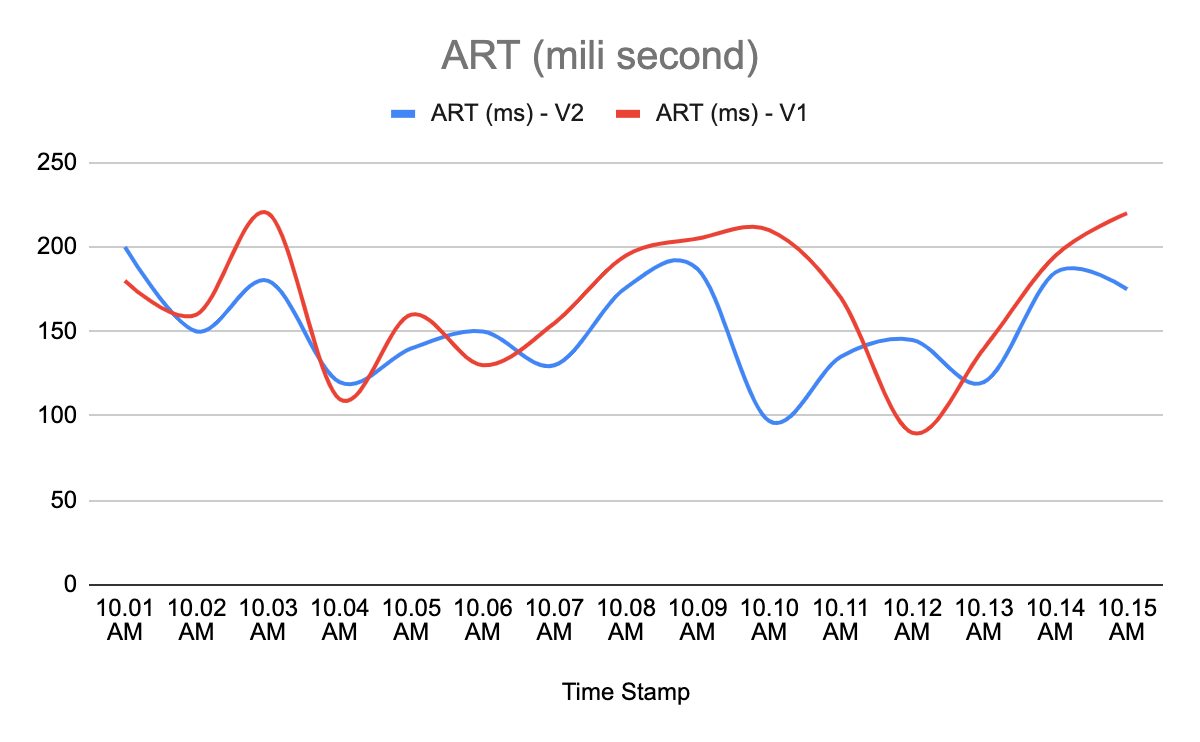 ART (mili second)
ART (ms) - V2 ART (ms) - V1
250
200
150
100
50
0
10.01 10.02 10.03 10.04 10.05 10.06 10.07 10.08 10.09 10.10 10.11 10.12 10.13 10.14 10.15
AM AM AM AM AM AM AM AM AM AM AM AM AM AM AM
Time Stamp